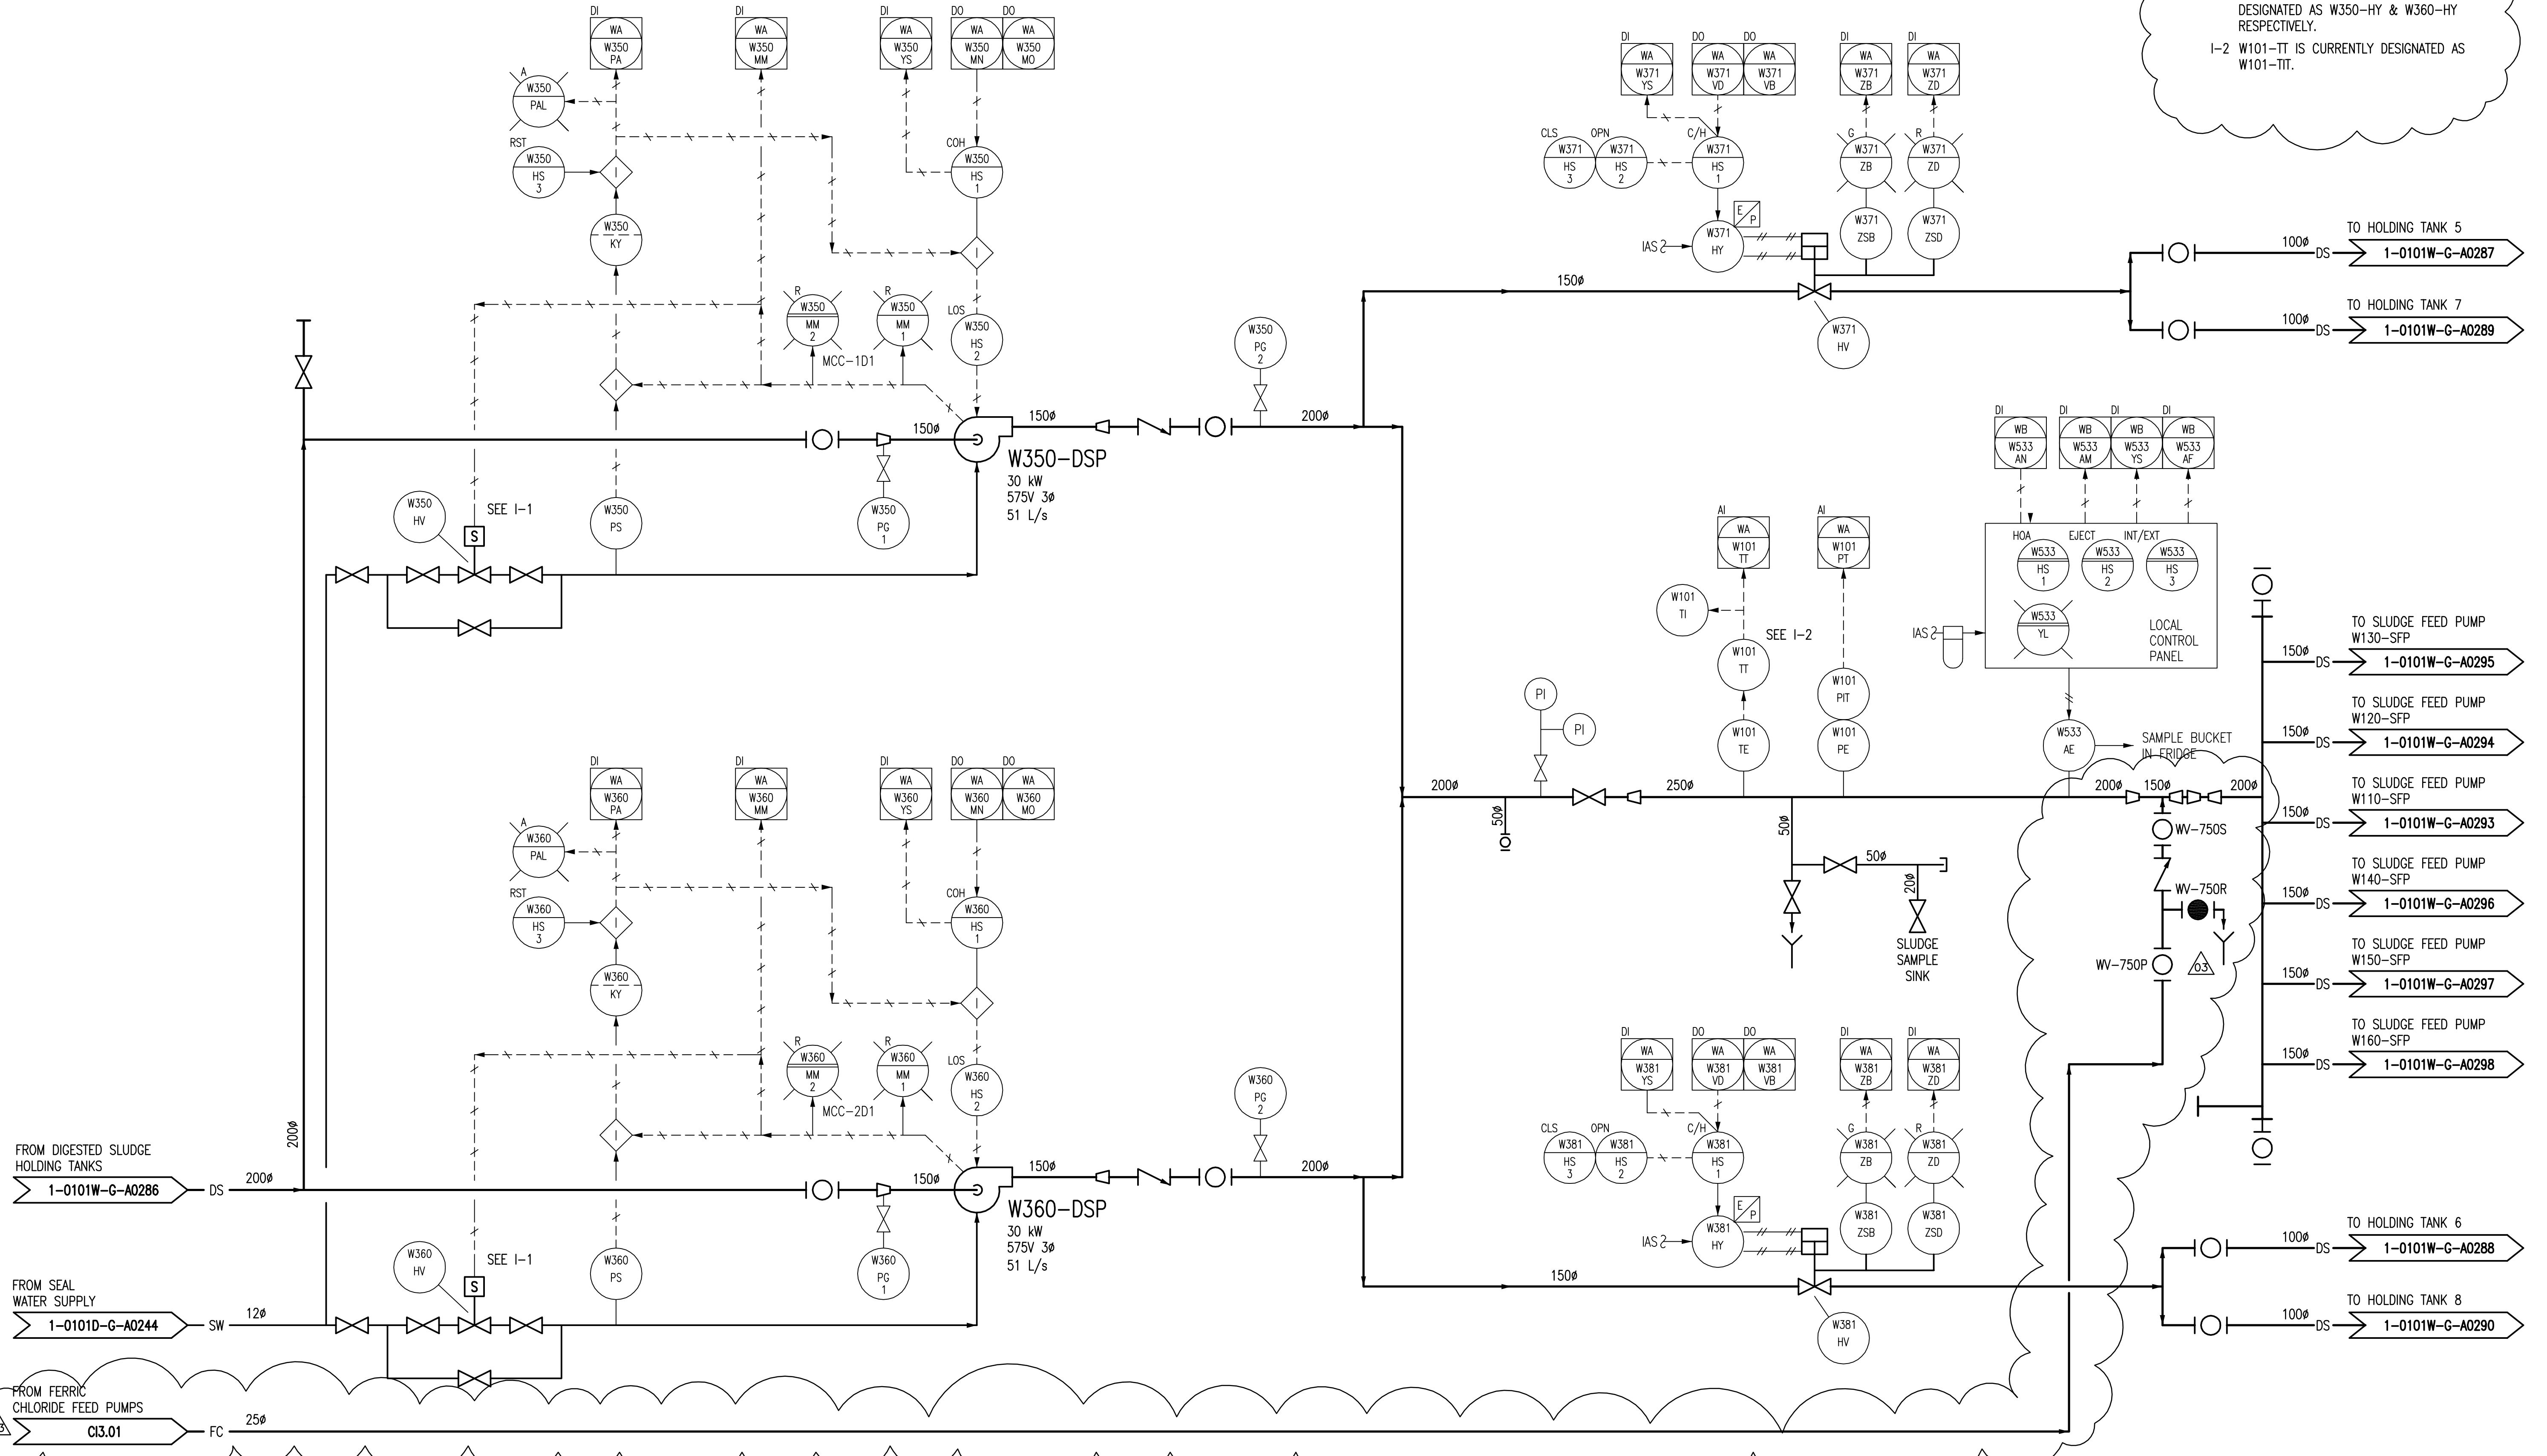 DESIGNATED AS W350-HY & W360-HY
RESPECTIVELY.
I-2 W101-TT IS CURRENTLY DESIGNATED AS
W101-TIT.
DI
WA
W350
PA
DI
WA
W350
MM
DI
WA
W350
YS
DO
WA
W350
MN
DO
WA
W350
MO
A
W350
PAL
RST
W350
HS
3
W350
KY
COH
W350
HS
1
R
W350
MM
2
R
W350
MM
1
MCC-1D1
LOS
W350
HS
2
W350
PG
2
150ø
150ø
200ø
W350-DSP
30 kW
575V 3ø
51 L/s
W350
HV
SEE I-1
S
W350
PS
W350
PG
1
DI
WA
W371
YS
DO
WA
W371
VD
DO
WA
W371
VB
DI
WA
W371
ZB
DI
WA
W371
ZD
CLS
W371
HS
3
OPN
W371
HS
2
C/H
W371
HS
1
G
W371
ZB
R
W371
ZD
E/P
IAS
W371
HY
W371
ZSB
W371
ZSD
150ø
W371
HV
TO HOLDING TANK 5
100ø
DS
1-0101W-G-A0287
TO HOLDING TANK 7
100ø
DS
1-0101W-G-A0289
DI
WB
W533
AN
DI
WB
W533
AM
DI
WB
W533
YS
DI
WB
W533
AF
HOA
W533
HS
1
EJECT
W533
HS
2
INT/EXT
W533
HS
3
W533
YL
LOCAL
CONTROL
PANEL
IAS
W533
AE
SAMPLE BUCKET
IN FRIDGE
AI
WA
W101
TT
AI
WA
W101
PT
W101
TI
SEE I-2
W101
TT
W101
PIT
W101
TE
W101
PE
PI
PI
200ø
250ø
200ø
150ø
200ø
50ø
50ø
50ø
20ø
SLUDGE
SAMPLE
SINK
WV-750S
WV-750R
WV-750P
03
TO SLUDGE FEED PUMP
W130-SFP
150ø
DS
1-0101W-G-A0295
TO SLUDGE FEED PUMP
W120-SFP
150ø
DS
1-0101W-G-A0294
TO SLUDGE FEED PUMP
W110-SFP
150ø
DS
1-0101W-G-A0293
TO SLUDGE FEED PUMP
W140-SFP
150ø
DS
1-0101W-G-A0296
TO SLUDGE FEED PUMP
W150-SFP
150ø
DS
1-0101W-G-A0297
TO SLUDGE FEED PUMP
W160-SFP
150ø
DS
1-0101W-G-A0298
DI
WA
W360
PA
DI
WA
W360
MM
DI
WA
W360
YS
DO
WA
W360
MN
DO
WA
W360
MO
A
W360
PAL
RST
W360
HS
3
W360
KY
COH
W360
HS
1
R
W360
MM
2
R
W360
MM
1
MCC-2D1
LOS
W360
HS
2
W360
PG
2
150ø
150ø
200ø
W360-DSP
30 kW
575V 3ø
51 L/s
W360
HV
SEE I-1
S
W360
PS
W360
PG
1
DI
WA
W381
YS
DO
WA
W381
VD
DO
WA
W381
VB
DI
WA
W381
ZB
DI
WA
W381
ZD
CLS
W381
HS
3
OPN
W381
HS
2
C/H
W381
HS
1
G
W381
ZB
R
W381
ZD
E/P
IAS
W381
HY
W381
ZSB
W381
ZSD
150ø
W381
HV
TO HOLDING TANK 6
100ø
DS
1-0101W-G-A0288
TO HOLDING TANK 8
100ø
DS
1-0101W-G-A0290
200ø
FROM DIGESTED SLUDGE
HOLDING TANKS
1-0101W-G-A0286
DS
200ø
FROM SEAL
WATER SUPPLY
1-0101D-G-A0244
SW
12ø
FROM FERRIC
CHLORIDE FEED PUMPS
CI3.01
FC
25ø